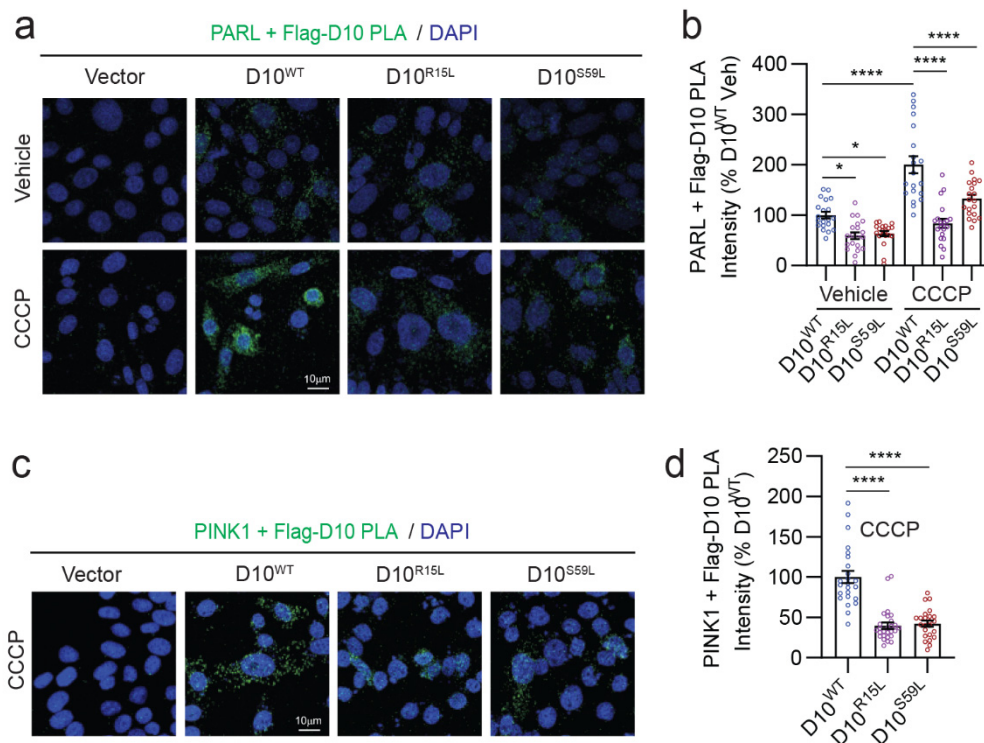 a
PARL + Flag-D10 PLA / DAPI
Vector D10WT D10R15L D10S59L
Vehicle
CCCP
10μm
b
PARL + Flag-D10 PLA
Intensity (% D10WT Veh)
400
300
200
100
0
****
****
****
*
*
Vehicle CCCP
D10WT
D10R15L
D10S59L
D10WT
D10R15L
D10S59L
c
PINK1 + Flag-D10 PLA / DAPI
Vector D10WT D10R15L D10S59L
CCCP
10μm
d
PINK1 + Flag-D10 PLA
Intensity (% D10WT)
250
200
150
100
50
0
****
****
CCCP
D10WT
D10R15L
D10S59L